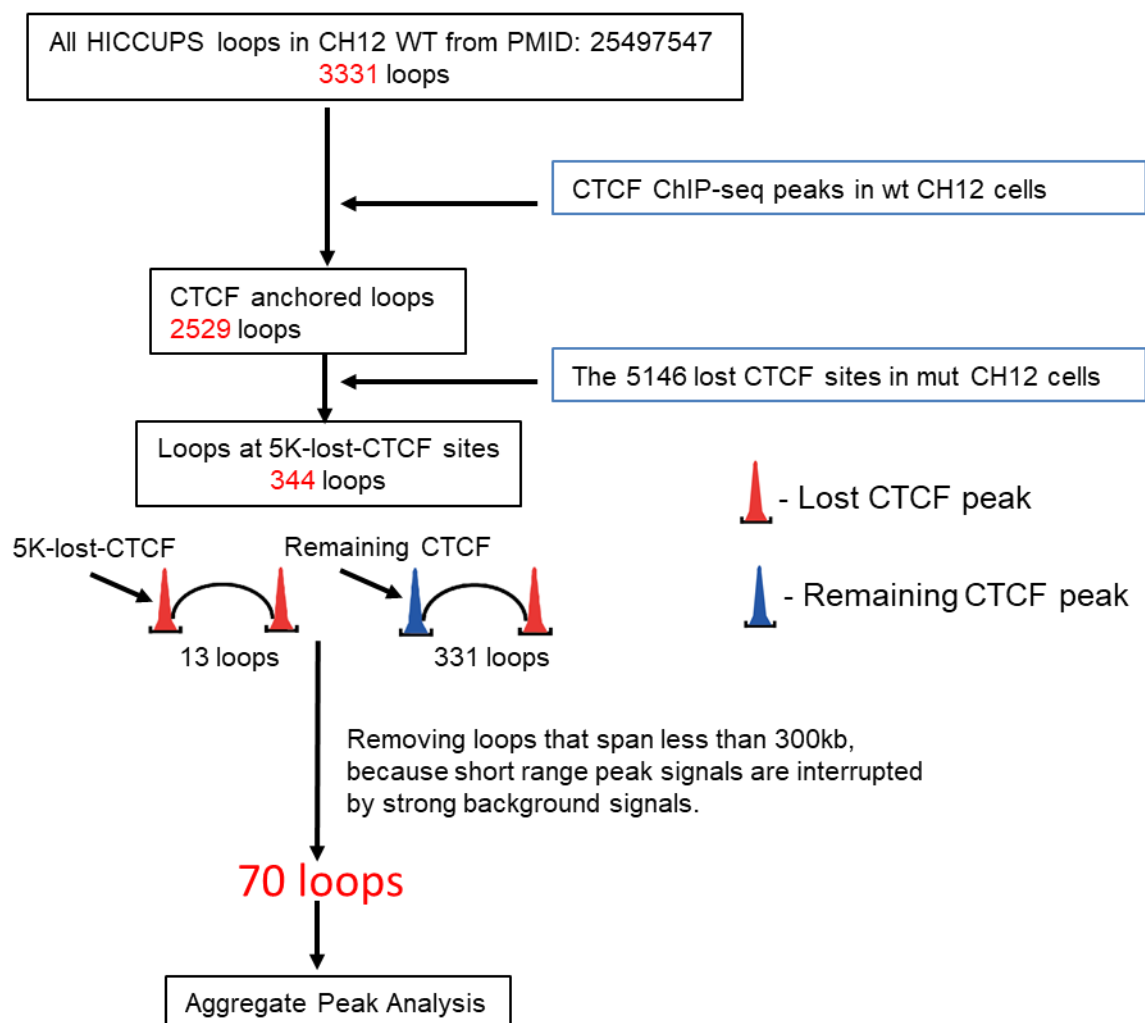 All HICCUPS loops in CH12 WT from PMID: 25497547
3331 loops
CTCF ChIP-seq peaks in wt CH12 cells
CTCF anchored loops
2529 loops
The 5146 lost CTCF sites in mut CH12 cells
Loops at 5K-lost-CTCF sites
344 loops
- Lost CTCF peak
5K-lost-CTCF
Remaining CTCF
- Remaining CTCF peak
13 loops
331 loops
Removing loops that span less than 300kb,
because short range peak signals are interrupted
by strong background signals.
70 loops
Aggregate Peak Analysis